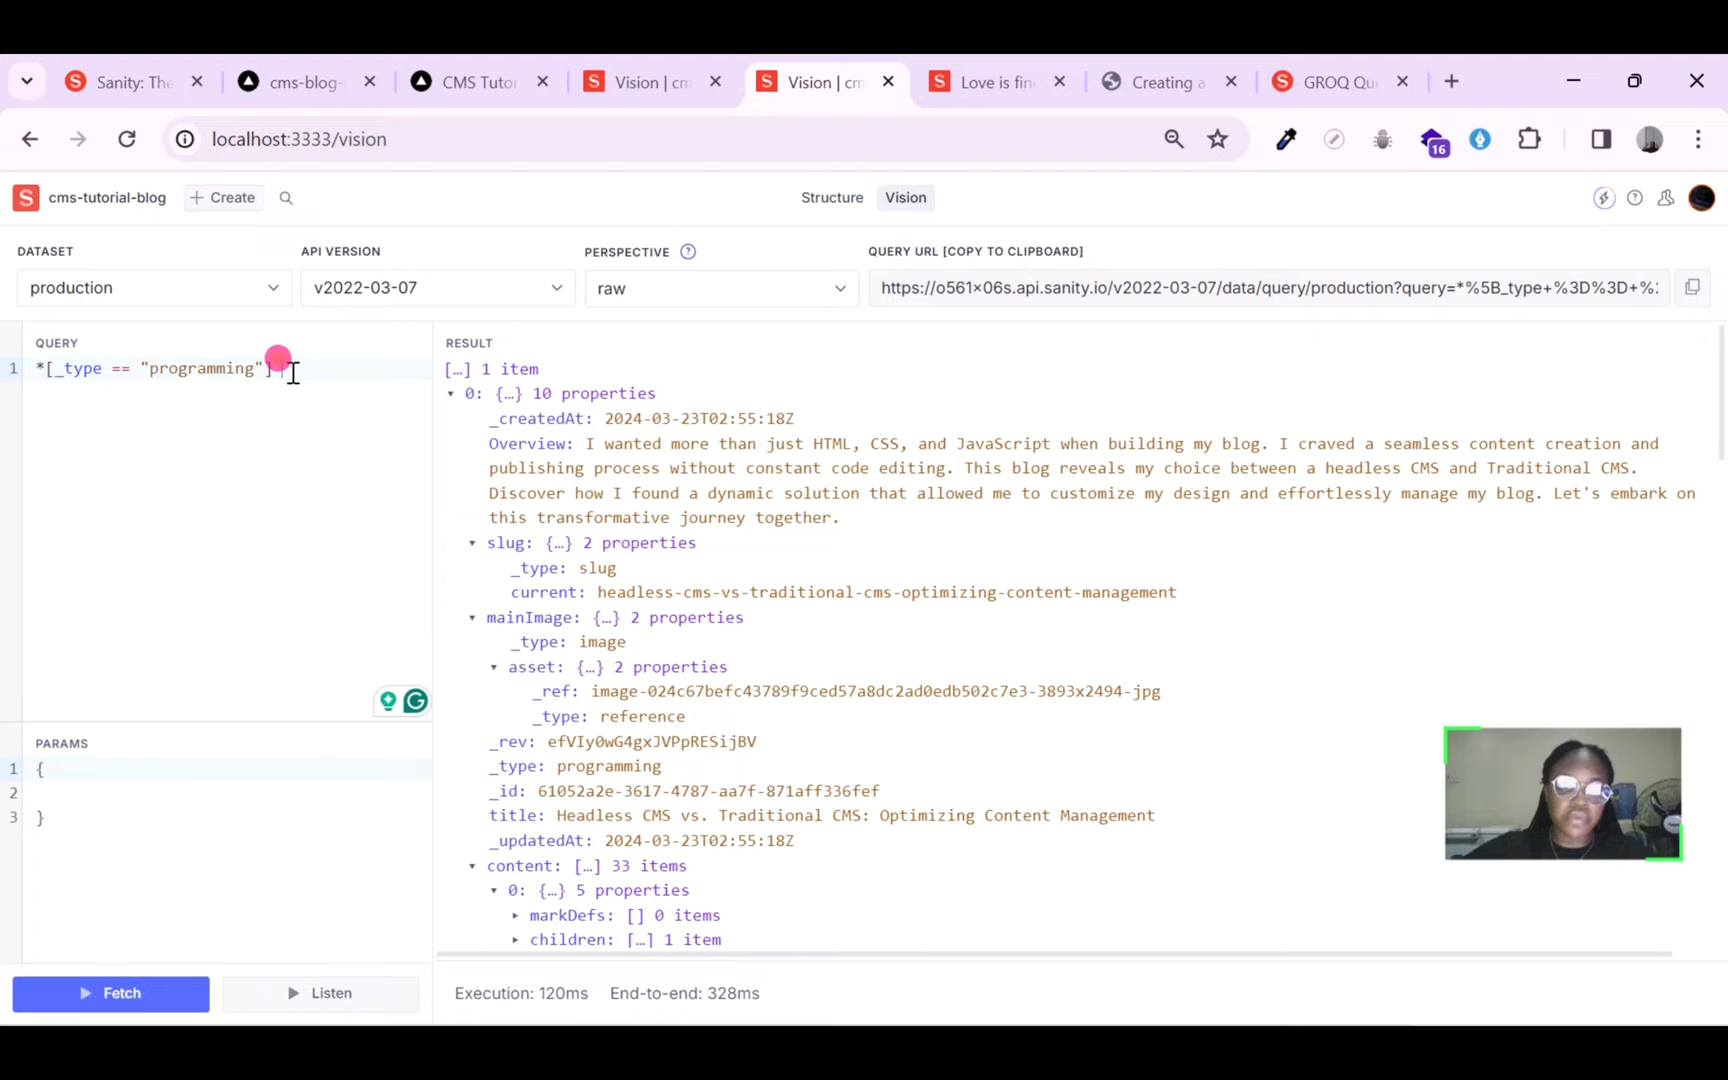 Sanity: The
cms-blog-
CMS Tutor
Vision | cm
Vision | cm
Love is fin
Creating a
GROQ Qu
localhost:3333/vision
16
S cms-tutorial-blog
+ Create
Structure
Vision
DATASET
API VERSION
PERSPECTIVE
QUERY URL [COPY TO CLIPBOARD]
production
v2022-03-07
raw
https://o561x06s.api.sanity.io/v2022-03-07/data/query/production?query=*%5B_type+%3D%3D+%
QUERY
1 *[_type == "programming"]
RESULT
[…] 1 item
0: {…} 10 properties
_createdAt: 2024-03-23T02:55:18Z
Overview: I wanted more than just HTML, CSS, and JavaScript when building my blog. I craved a seamless content creation and
publishing process without constant code editing. This blog reveals my choice between a headless CMS and Traditional CMS.
Discover how I found a dynamic solution that allowed me to customize my design and effortlessly manage my blog. Let's embark on
this transformative journey together.
slug: {…} 2 properties
_type: slug
current: headless-cms-vs-traditional-cms-optimizing-content-management
mainImage: {…} 2 properties
_type: image
asset: {…} 2 properties
_ref: image-024c67befc43789f9ced57a8dc2ad0edb502c7e3-3893x2494-jpg
_type: reference
_rev: efVIy0wG4gxJVPpRESijBV
_type: programming
_id: 61052a2e-3617-4787-aa7f-871aff336fef
title: Headless CMS vs. Traditional CMS: Optimizing Content Management
_updatedAt: 2024-03-23T02:55:18Z
content: […] 33 items
0: {…} 5 properties
markDefs: [] 0 items
children: […] 1 item
PARAMS
1 {
2
3 }
Fetch
Listen
Execution: 120ms
End-to-end: 328ms